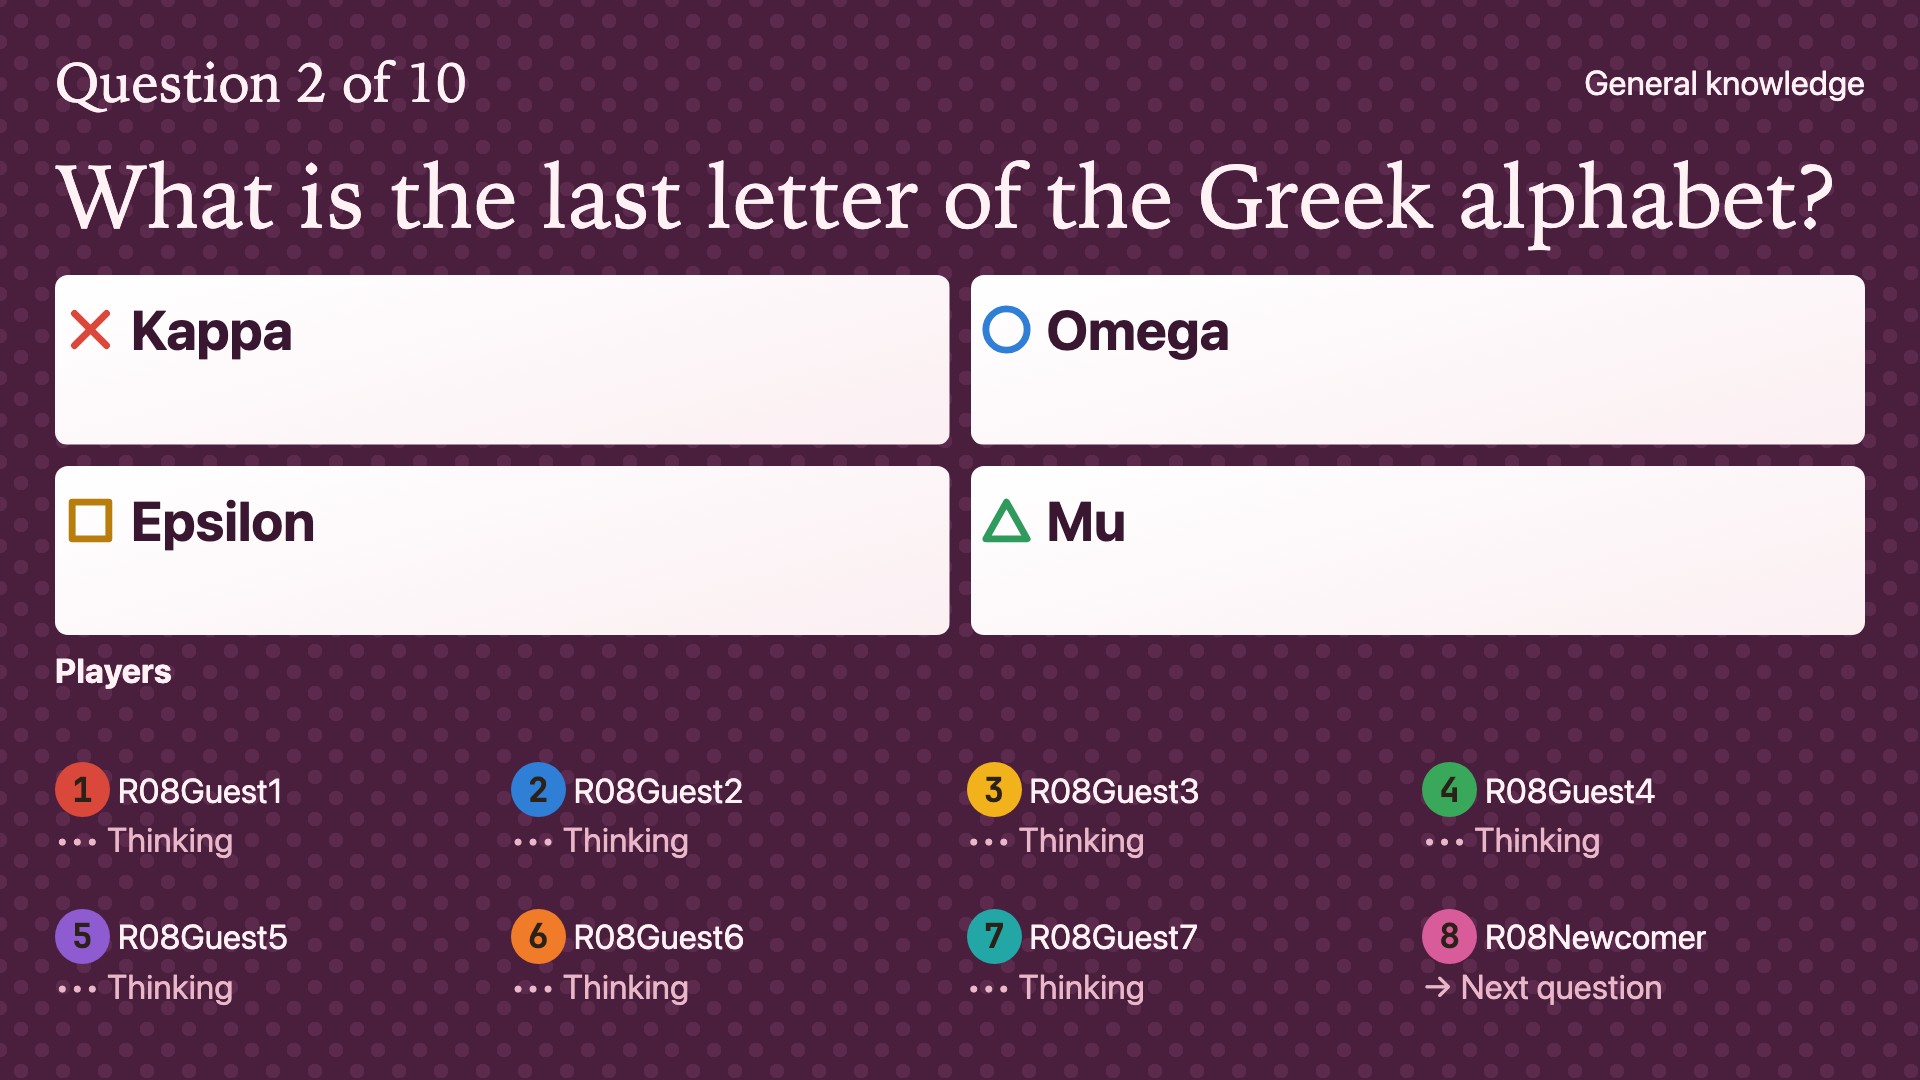 Question 2 of 10
General knowledge
What is the last letter of the Greek alphabet?
Kappa
Omega
Epsilon
Mu
Players
1 R08Guest1
... Thinking
2 R08Guest2
... Thinking
3 R08Guest3
... Thinking
4 R08Guest4
... Thinking
5 R08Guest5
... Thinking
6 R08Guest6
... Thinking
7 R08Guest7
... Thinking
8 R08Newcomer
→ Next question